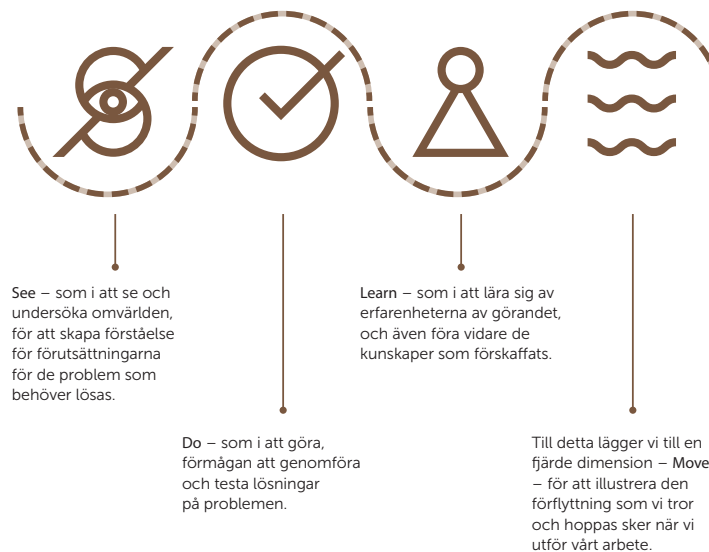 See – som i att se och
undersöka omvärlden,
för att skapa förståelse
för förutsättningarna
för de problem som
behöver lösas.
Do – som i att göra,
förmågan att genomföra
och testa lösningar
på problemen.
Learn – som i att lära sig av
erfarenheterna av görandet,
och även föra vidare de
kunskaper som förskaffats.
Till detta lägger vi till en
fjärde dimension – Move
– för att illustrera den
förflyttning som vi tror
och hoppas sker när vi
utför vårt arbete.